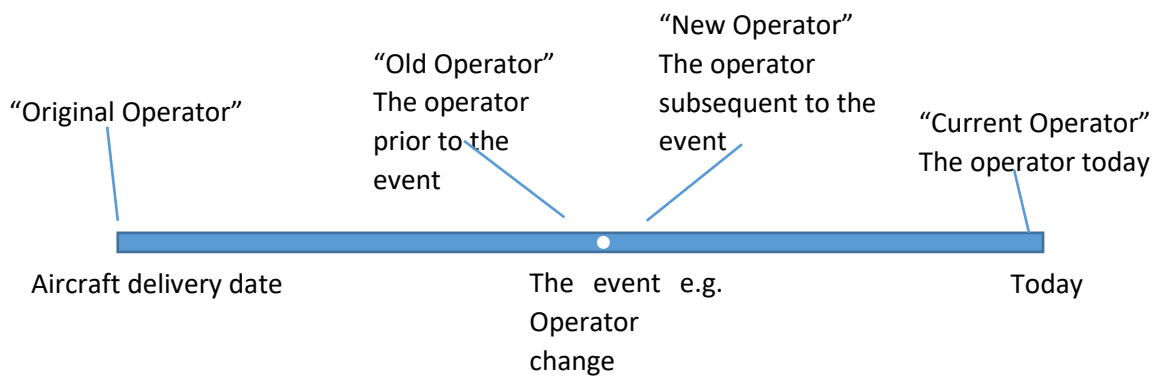 “Original Operator”
“Old Operator”
The operator
prior to the
event
“New Operator”
The operator
subsequent to the
event
“Current Operator”
The operator today
Aircraft delivery date
The event e.g.
Operator
change
Today